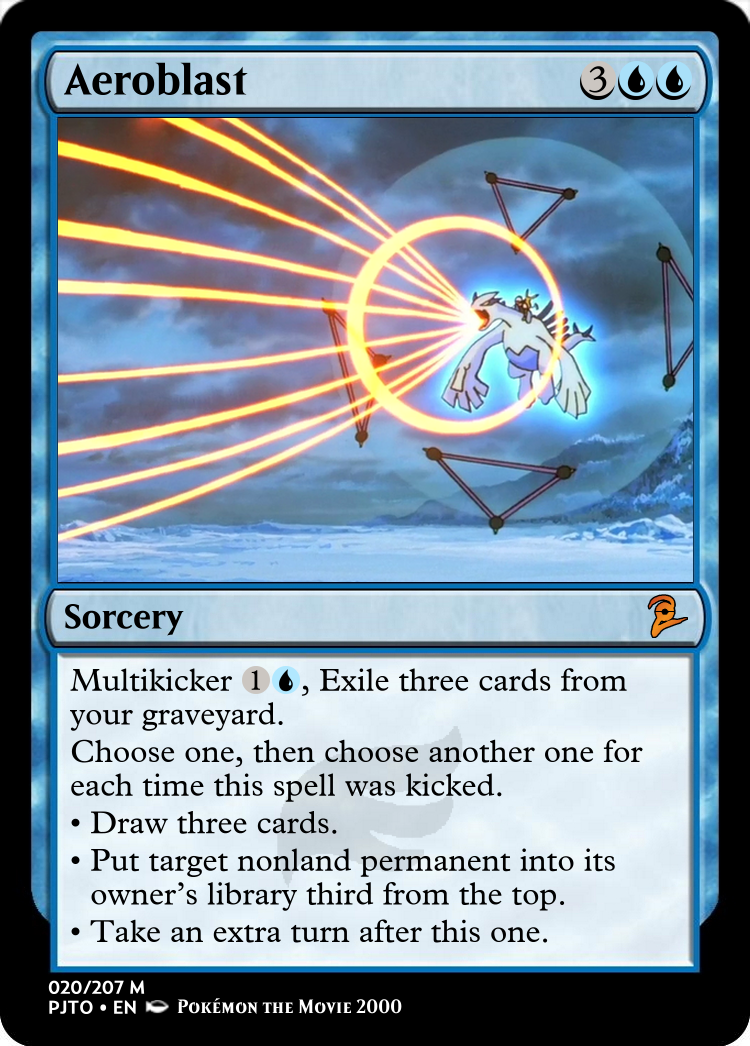 Aeroblast 3
Sorcery
Multikicker 1, Exile three cards from
your graveyard.
Choose one, then choose another one for
each time this spell was kicked.
• Draw three cards.
• Put target nonland permanent into its
owner's library third from the top.
• Take an extra turn after this one.
020/207 M
PJTO • EN Pokémon the Movie 2000